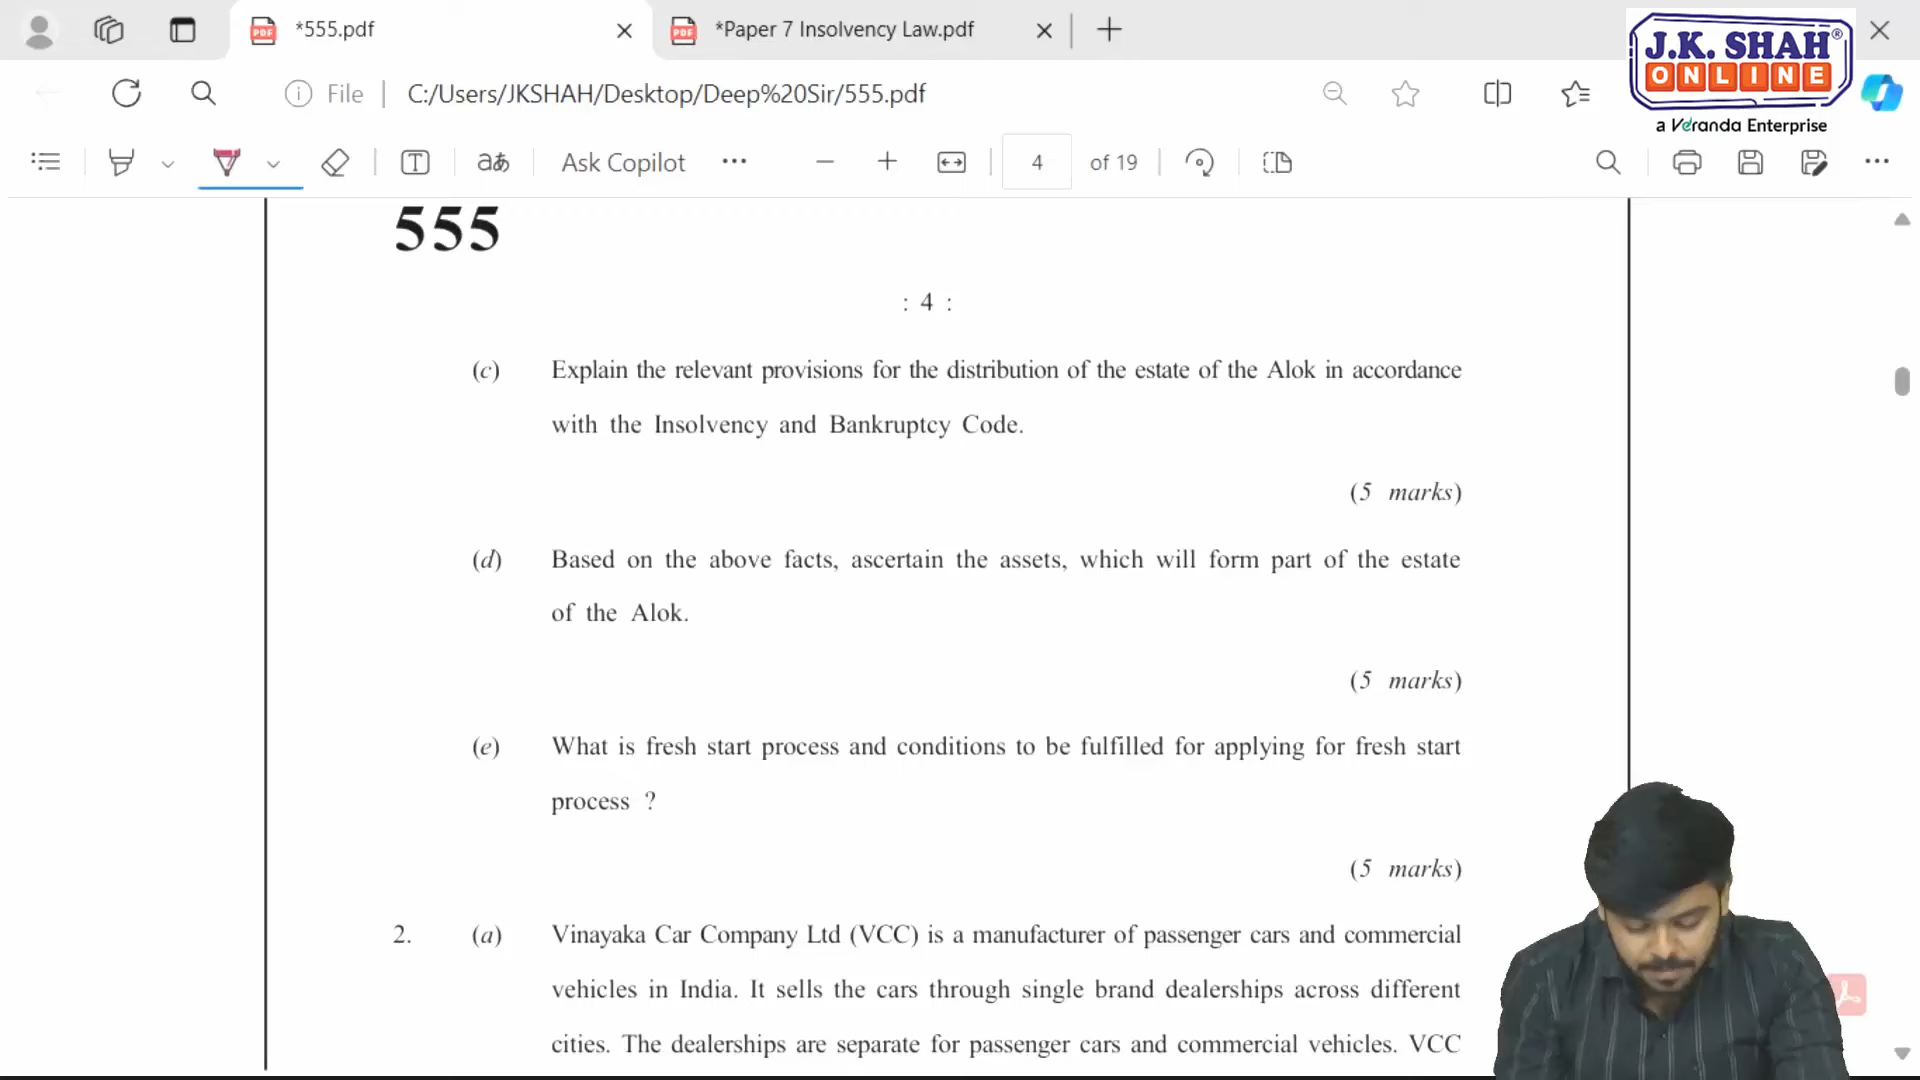 *555.pdf
*Paper 7 Insolvency Law.pdf
J.K. SHAH®
ONLINE
a Veranda Enterprise
File
C:/Users/JKSHAH/Desktop/Deep%20Sir/555.pdf
aあ
Ask Copilot
4 of 19
555
: 4 :
(c) Explain the relevant provisions for the distribution of the estate of the Alok in accordance
with the Insolvency and Bankruptcy Code.
(5 marks)
(d) Based on the above facts, ascertain the assets, which will form part of the estate
of the Alok.
(5 marks)
(e) What is fresh start process and conditions to be fulfilled for applying for fresh start
process ?
(5 marks)
2. (a) Vinayaka Car Company Ltd (VCC) is a manufacturer of passenger cars and commercial
vehicles in India. It sells the cars through single brand dealerships across different
cities. The dealerships are separate for passenger cars and commercial vehicles. VCC